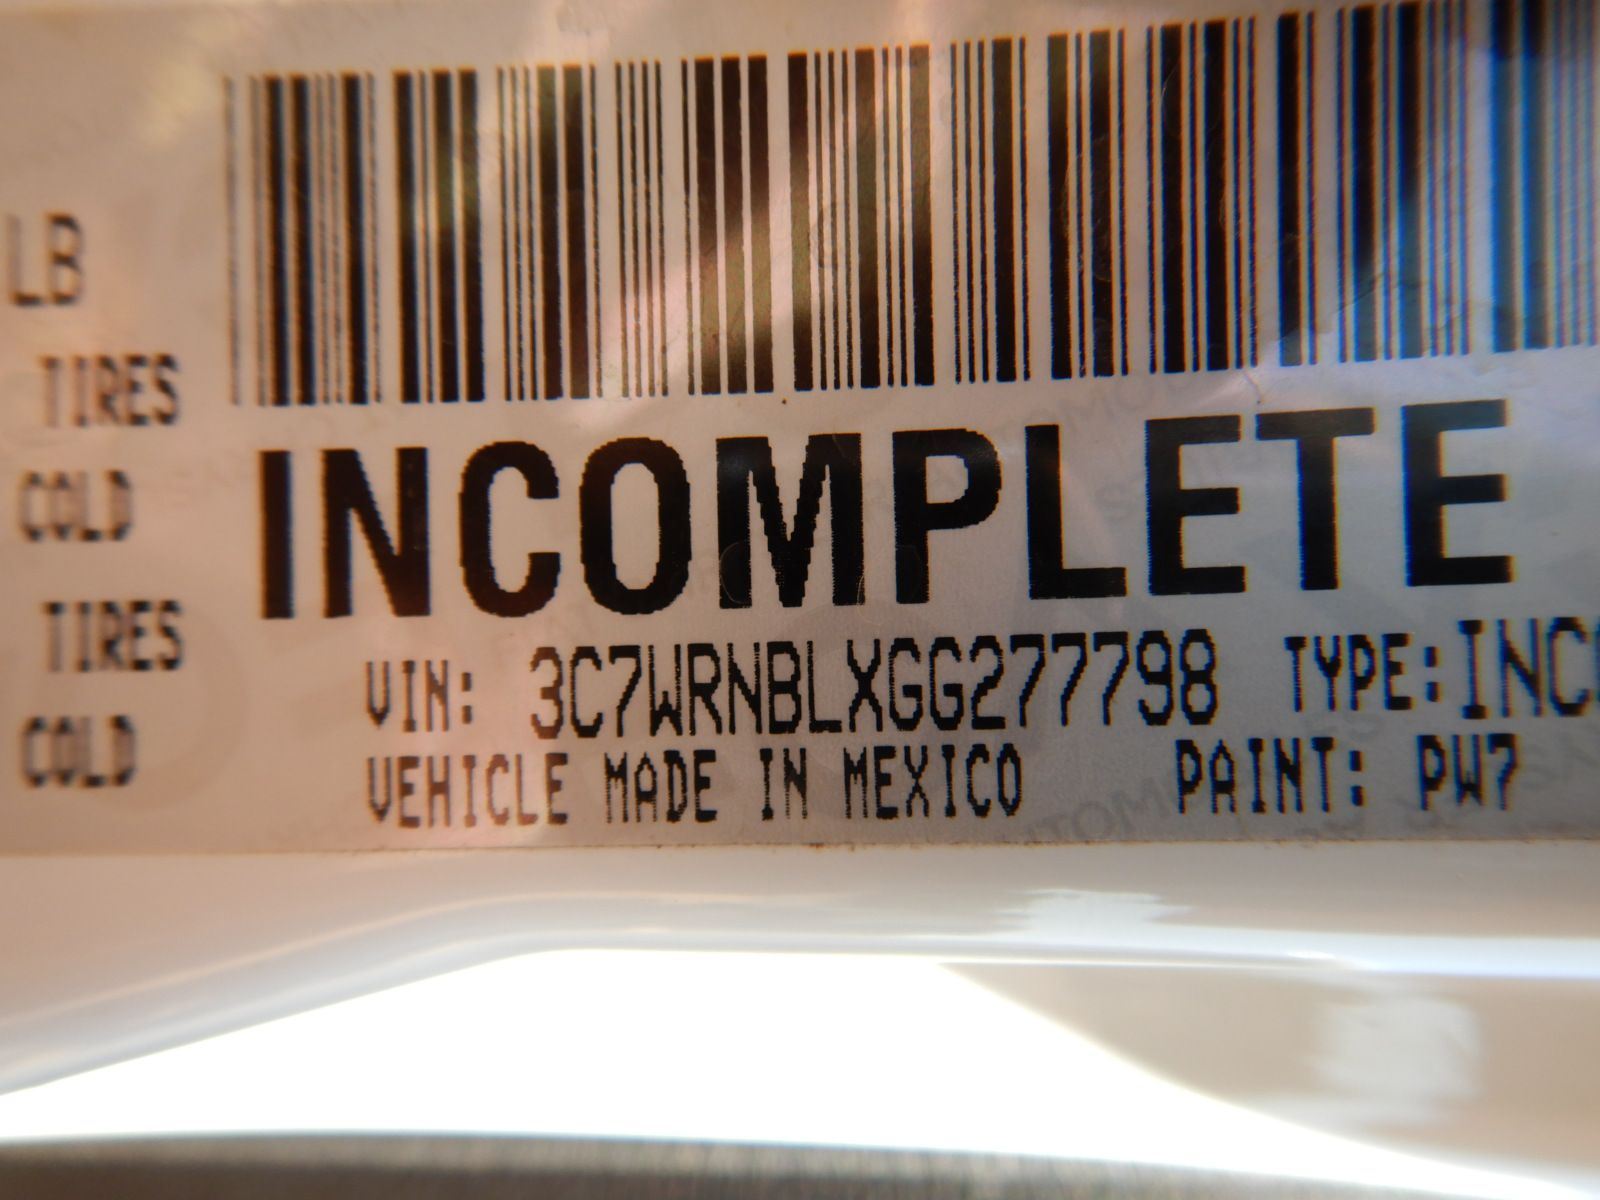 LB
TIRES
COLD
TIRES
COLD
INCOMPLETE
VIN: 3C7WRNBLXGG277798 TYPE: INC
VEHICLE MADE IN MEXICO PAINT: PW7